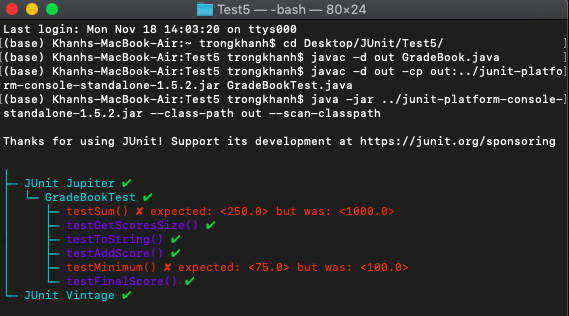 Test5 — -bash — 80×24
Last login: Mon Nov 18 14:03:20 on ttys000
[(base) Khanhs-MacBook-Air:~ trongkhanh$ cd Desktop/JUnit/Test5/
[(base) Khanhs-MacBook-Air:Test5 trongkhanh$ javac -d out GradeBook.java
[(base) Khanhs-MacBook-Air:Test5 trongkhanh$ javac -d out -cp out:../junit-platfo]
rm-console-standalone-1.5.2.jar GradeBookTest.java
[(base) Khanhs-MacBook-Air:Test5 trongkhanh$ java -jar ../junit-platform-console-]
standalone-1.5.2.jar --class-path out --scan-classpath
Thanks for using JUnit! Support its development at https://junit.org/sponsoring
├─ JUnit Jupiter ✔
│  └─ GradeBookTest ✔
│     ├─ testSum() ✘ expected: <250.0> but was: <1000.0>
│     ├─ testGetScoresSize() ✔
│     ├─ testToString() ✔
│     ├─ testAddScore() ✔
│     ├─ testMinimum() ✘ expected: <75.0> but was: <100.0>
│     └─ testFinalScore() ✔
└─ JUnit Vintage ✔